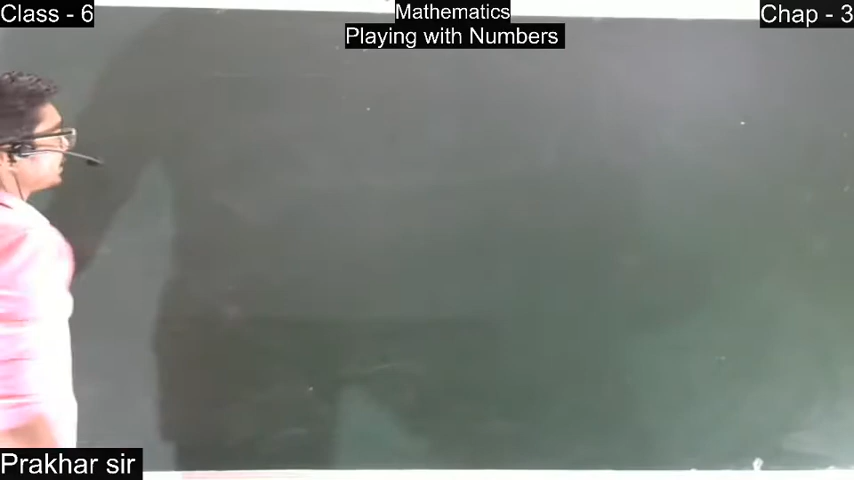 Class - 6
Mathematics
Chap - 3
Playing with Numbers
Prakhar sir